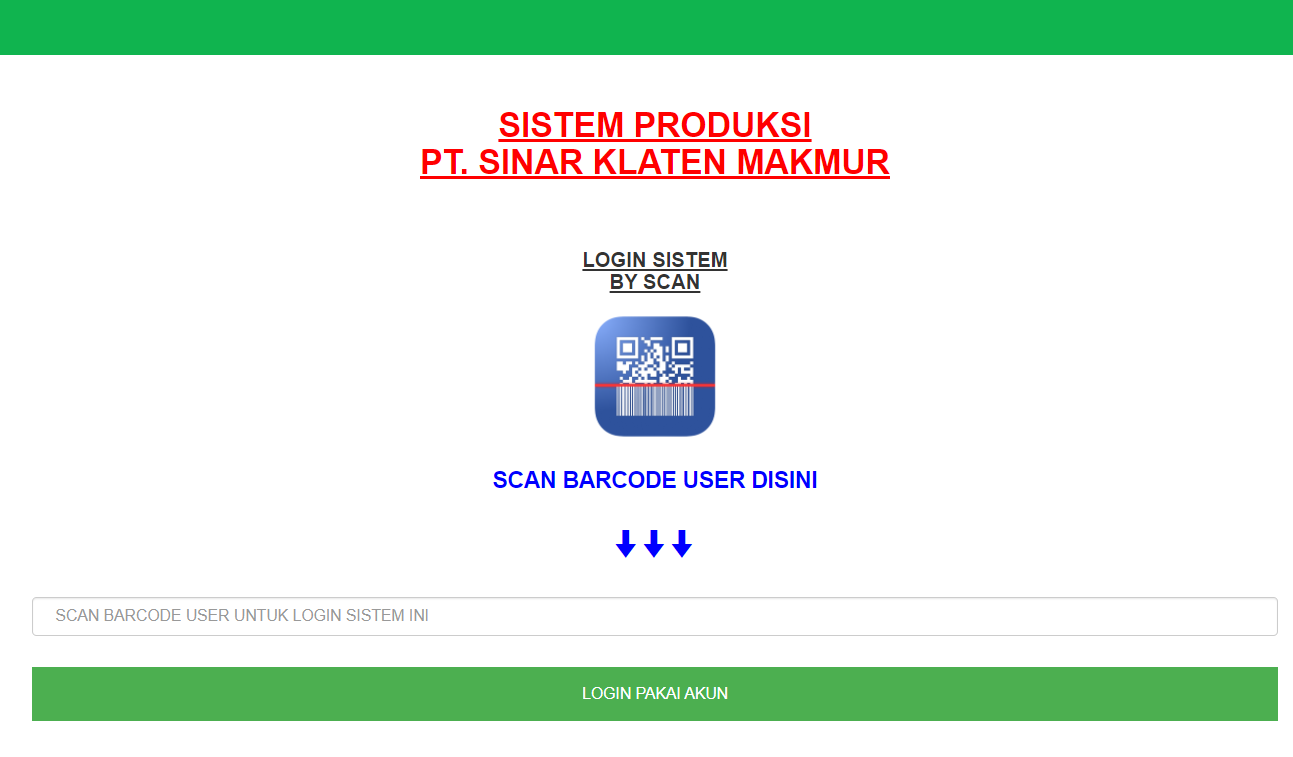 SISTEM PRODUKSI
PT. SINAR KLATEN MAKMUR
LOGIN SISTEM
BY SCAN
SCAN BARCODE USER DISINI
SCAN BARCODE USER UNTUK LOGIN SISTEM INI
LOGIN PAKAI AKUN